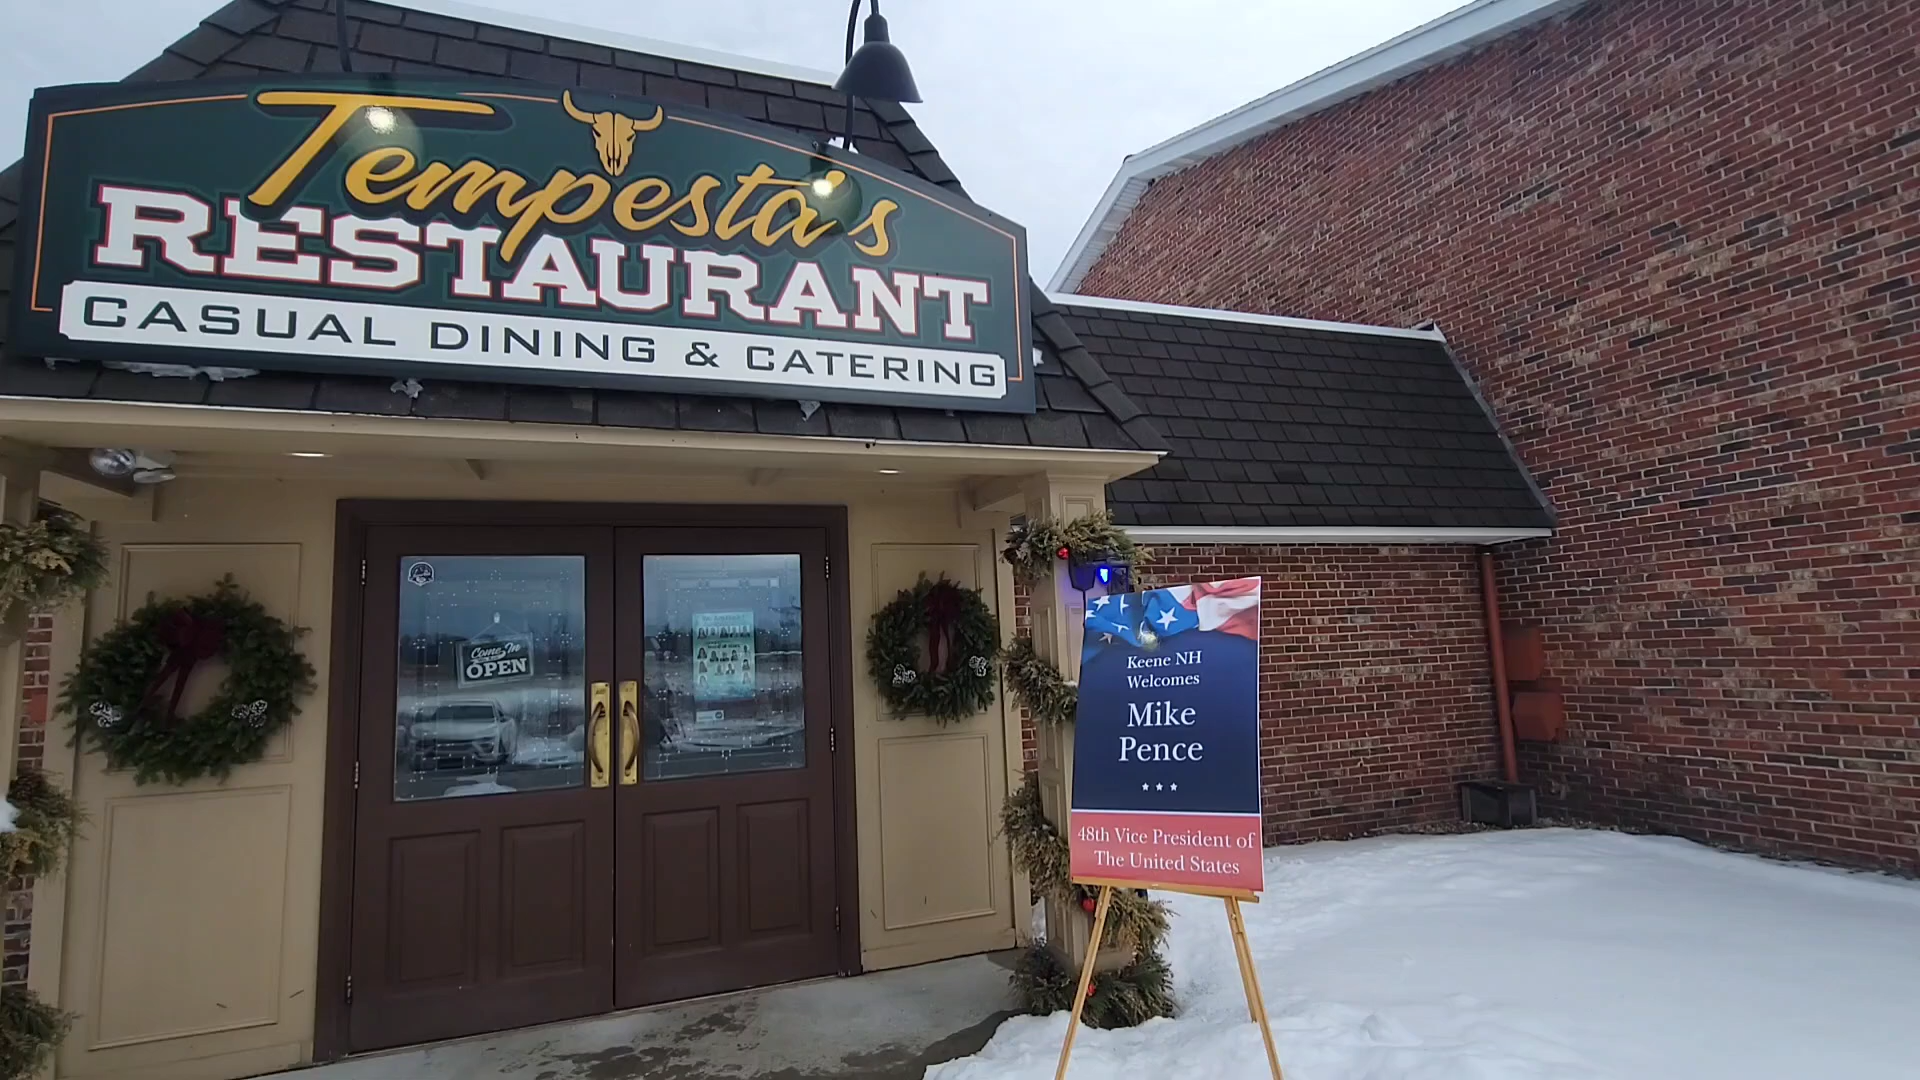 Tempesta's
RESTAURANT
CASUAL DINING & CATERING
Come In
OPEN
Keene NH
Welcomes
Mike
Pence
48th Vice President of
The United States